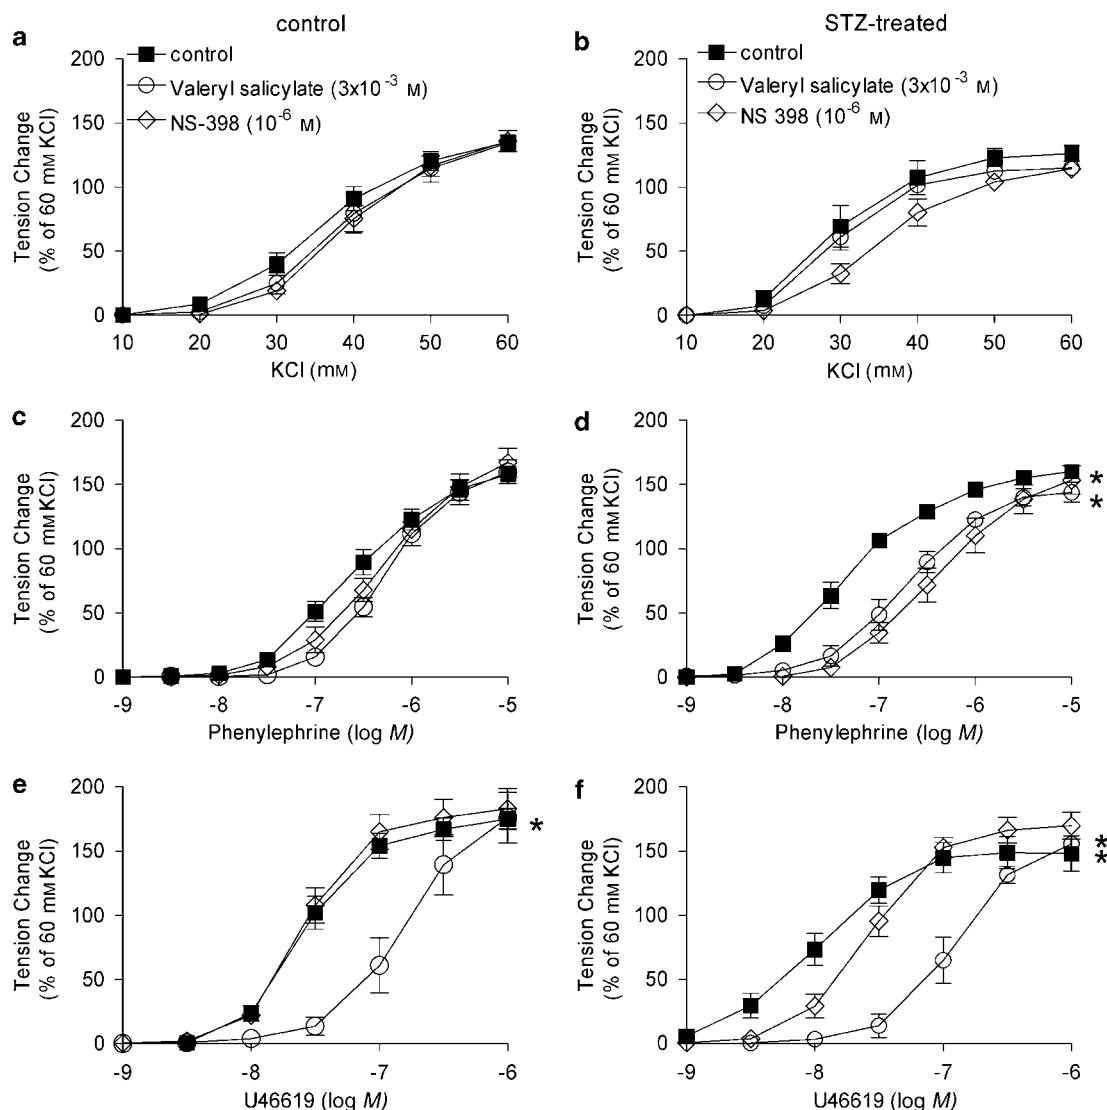 control
STZ-treated
a
200
150
100
50
0
Tension Change
(% of 60 mM KCl)
control
Valeryl salicylate (3x10⁻³ M)
NS-398 (10⁻⁶ M)
10 20 30 40 50 60
KCl (mM)
b
200
150
100
50
0
Tension Change
(% of 60 mM KCl)
control
Valeryl salicylate (3x10⁻³ M)
NS 398 (10⁻⁶ M)
10 20 30 40 50 60
KCl (mM)
c
200
150
100
50
0
Tension Change
(% of 60 mM KCl)
-9 -8 -7 -6 -5
Phenylephrine (log M)
d
200
150
100
50
0
Tension Change
(% of 60 mM KCl)
*
*
-9 -8 -7 -6 -5
Phenylephrine (log M)
e
200
150
100
50
0
Tension Change
(% of 60 mM KCl)
*
-9 -8 -7 -6
U46619 (log M)
f
200
150
100
50
0
Tension Change
(% of 60 mM KCl)
*
*
-9 -8 -7 -6
U46619 (log M)